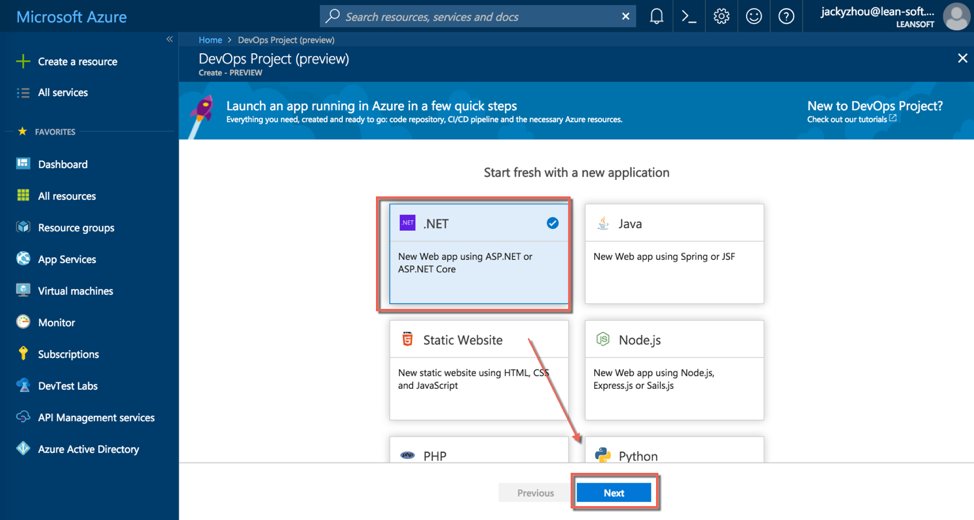 Microsoft Azure
Search resources, services and docs
jackyzhou@lean-soft....
LEANSOFT
Create a resource
All services
FAVORITES
Dashboard
All resources
Resource groups
App Services
Virtual machines
Monitor
Subscriptions
DevTest Labs
API Management services
Azure Active Directory
Home > DevOps Project (preview)
DevOps Project (preview)
Create - PREVIEW
Launch an app running in Azure in a few quick steps
Everything you need, created and ready to go: code repository, CI/CD pipeline and the necessary Azure resources.
New to DevOps Project?
Check out our tutorials
Start fresh with a new application
.NET
.NET
New Web app using ASP.NET or
ASP.NET Core
Java
New Web app using Spring or JSF
Static Website
New static website using HTML, CSS
and JavaScript
Node.js
New Web app using Node.js,
Express.js or Sails.js
PHP
Python
Previous
Next